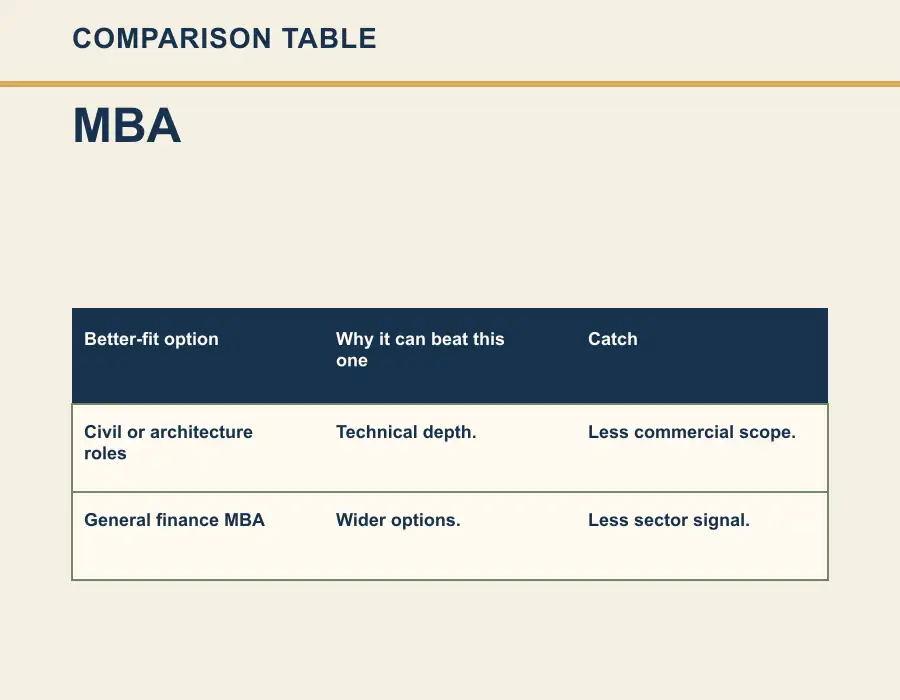 COMPARISON TABLE
MBA
Better-fit option
Why it can beat this
one
Catch
Civil or architecture
roles
Technical depth.
Less commercial scope.
General finance MBA
Wider options.
Less sector signal.